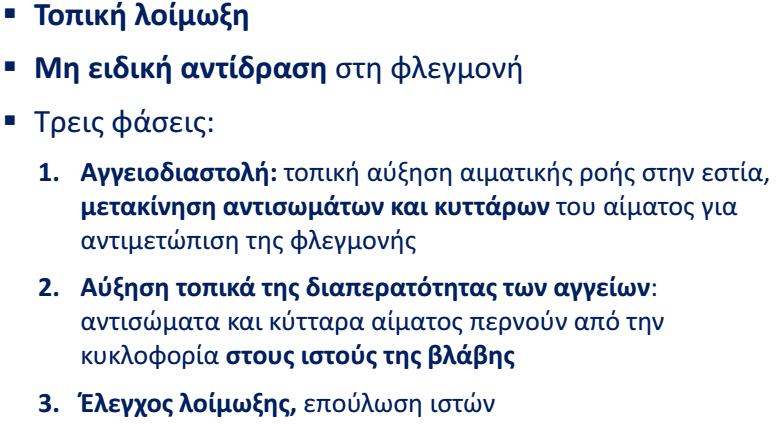 ▪ Τοπική λοίμωξη
▪ Μη ειδική αντίδραση στη φλεγμονή
▪ Τρεις φάσεις:
1. Αγγειοδιαστολή: τοπική αύξηση αιματικής ροής στην εστία,
μετακίνηση αντισωμάτων και κυττάρων του αίματος για
αντιμετώπιση της φλεγμονής
2. Αύξηση τοπικά της διαπερατότητας των αγγείων:
αντισώματα και κύτταρα αίματος περνούν από την
κυκλοφορία στους ιστούς της βλάβης
3. Έλεγχος λοίμωξης, επούλωση ιστών